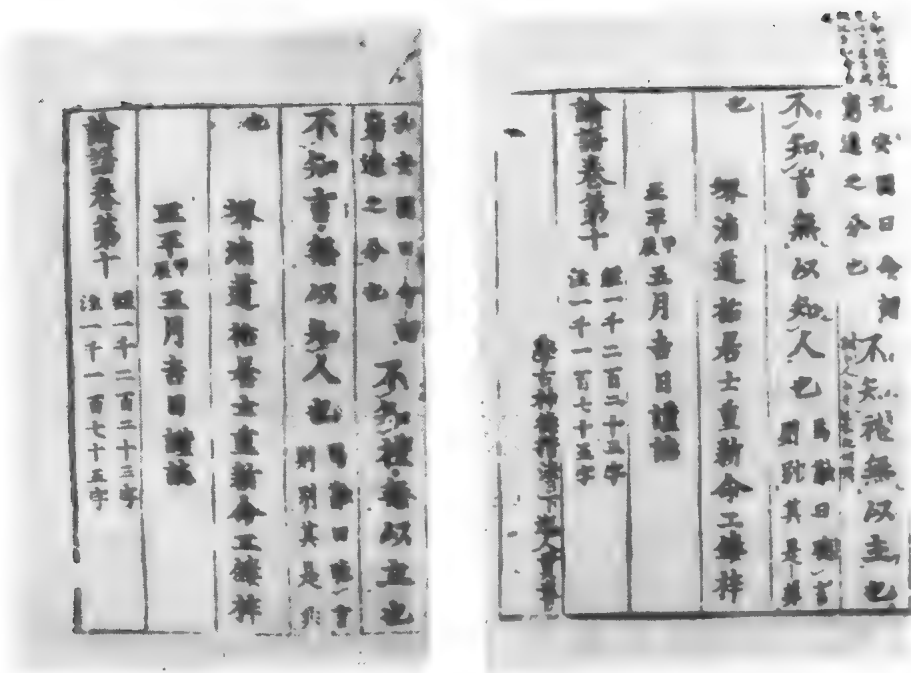 孔安國曰命謂
窮達之分也
不知禮無以立也
不知言無以知人也
馬融曰聽言
則別其是非
也
堺浦道祐居士重新命工鏤梓
正平甲辰五月吉日謹誌
論語卷第十
經一千二百二十三字
注一千一百七十五字
學古神德楷法下逸人貫書
孔安國曰命謂
窮達之分也
不知禮無以立也
不知言無以知人也
馬融曰聽言
則別其是非
也
堺浦道祐居士重新命工鏤梓
正平甲辰五月吉日謹誌
論語卷第十
經一千二百二十三字
注一千一百七十五字